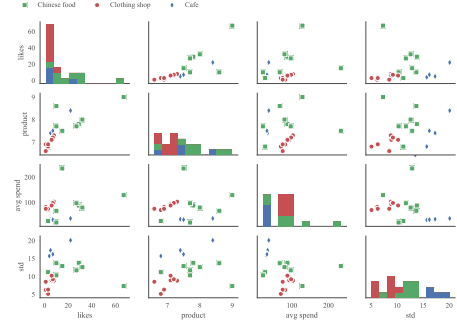 Chinese food Clothing shop Cafe
likes
60
40
20
0
product
9
8
7
avg spend
200
100
std
20
15
10
5
0 20 40 60
7 8 9
100 200
5 10 15 20
likes product avg spend std